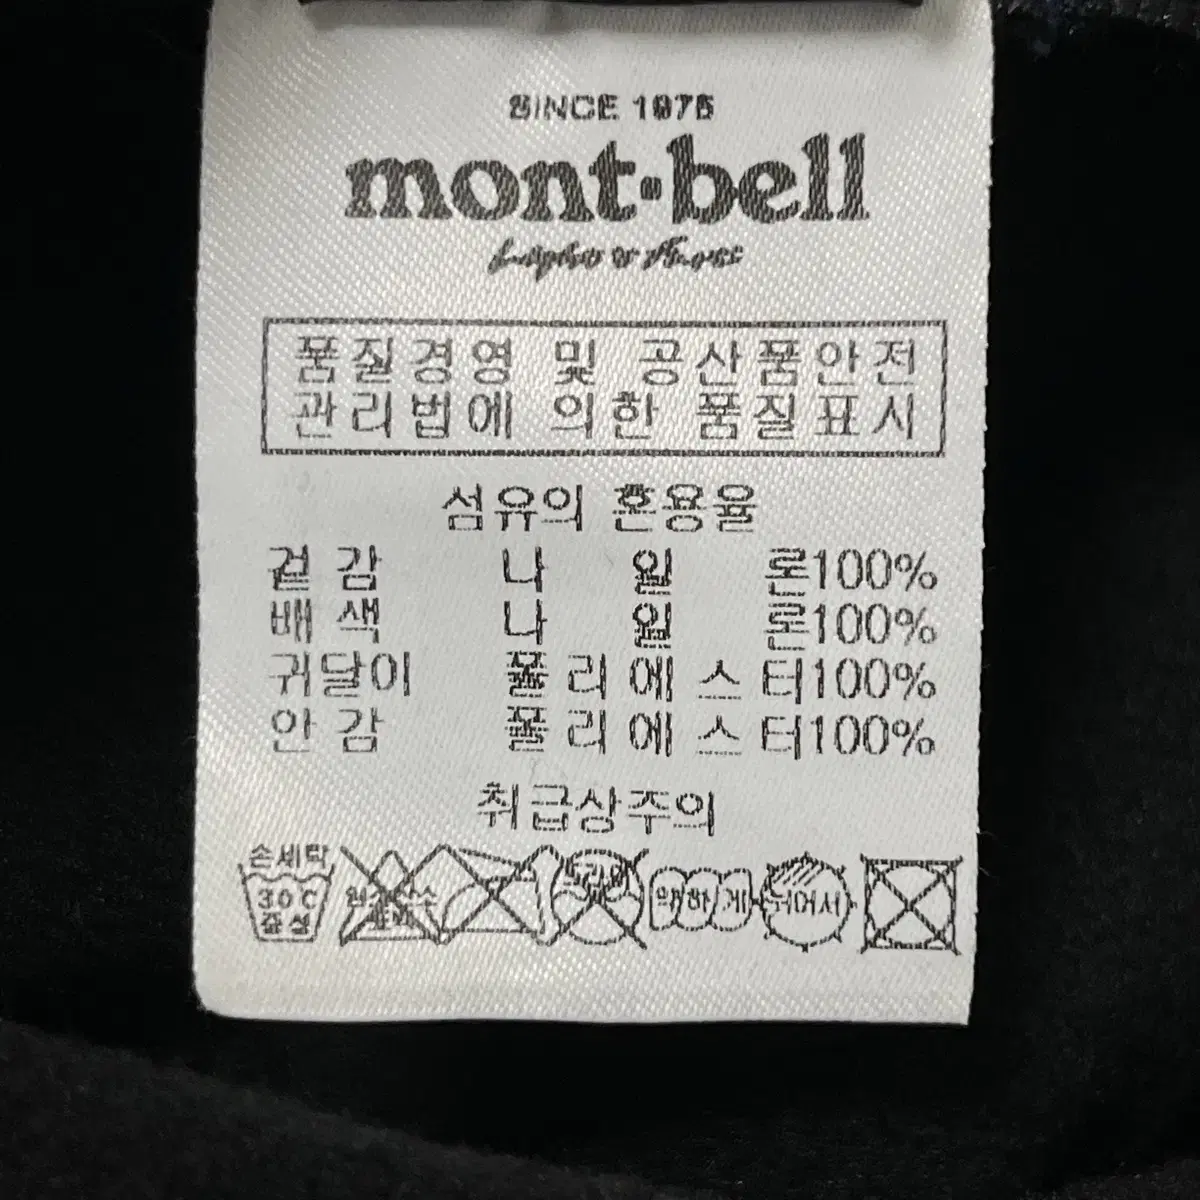 SINCE 1975
mont·bell
품질경영 및 공산품안전
관리법에 의한 품질표시
섬유의 혼용율
겉감 나일론100%
배색 나일론100%
귀달이 폴리에스터100%
안감 폴리에스터100%
취급상주의
손세탁
30℃ 중성 약하게 뉘어서